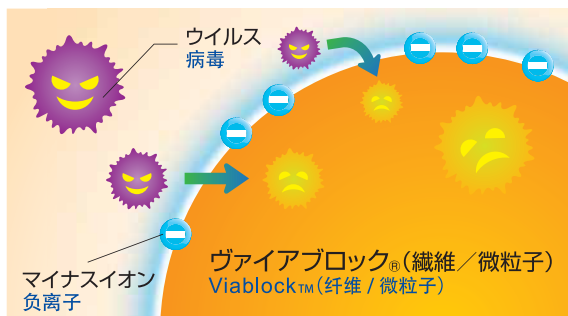 ウイルス
病毒
マイナスイオン
负离子
ヴァイアブロック®（繊維／微粒子）
Viablock™（纤维 / 微粒子）